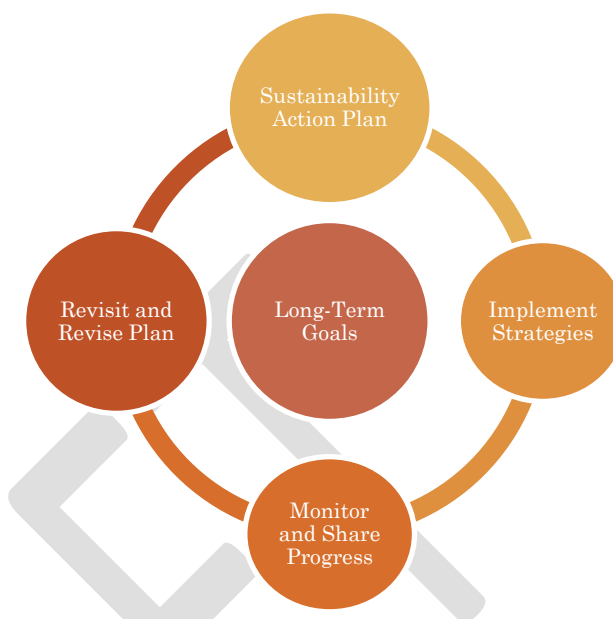 Sustainability
Action Plan
Revisit and
Revise Plan
Long-Term
Goals
Implement
Strategies
Monitor
and Share
Progress